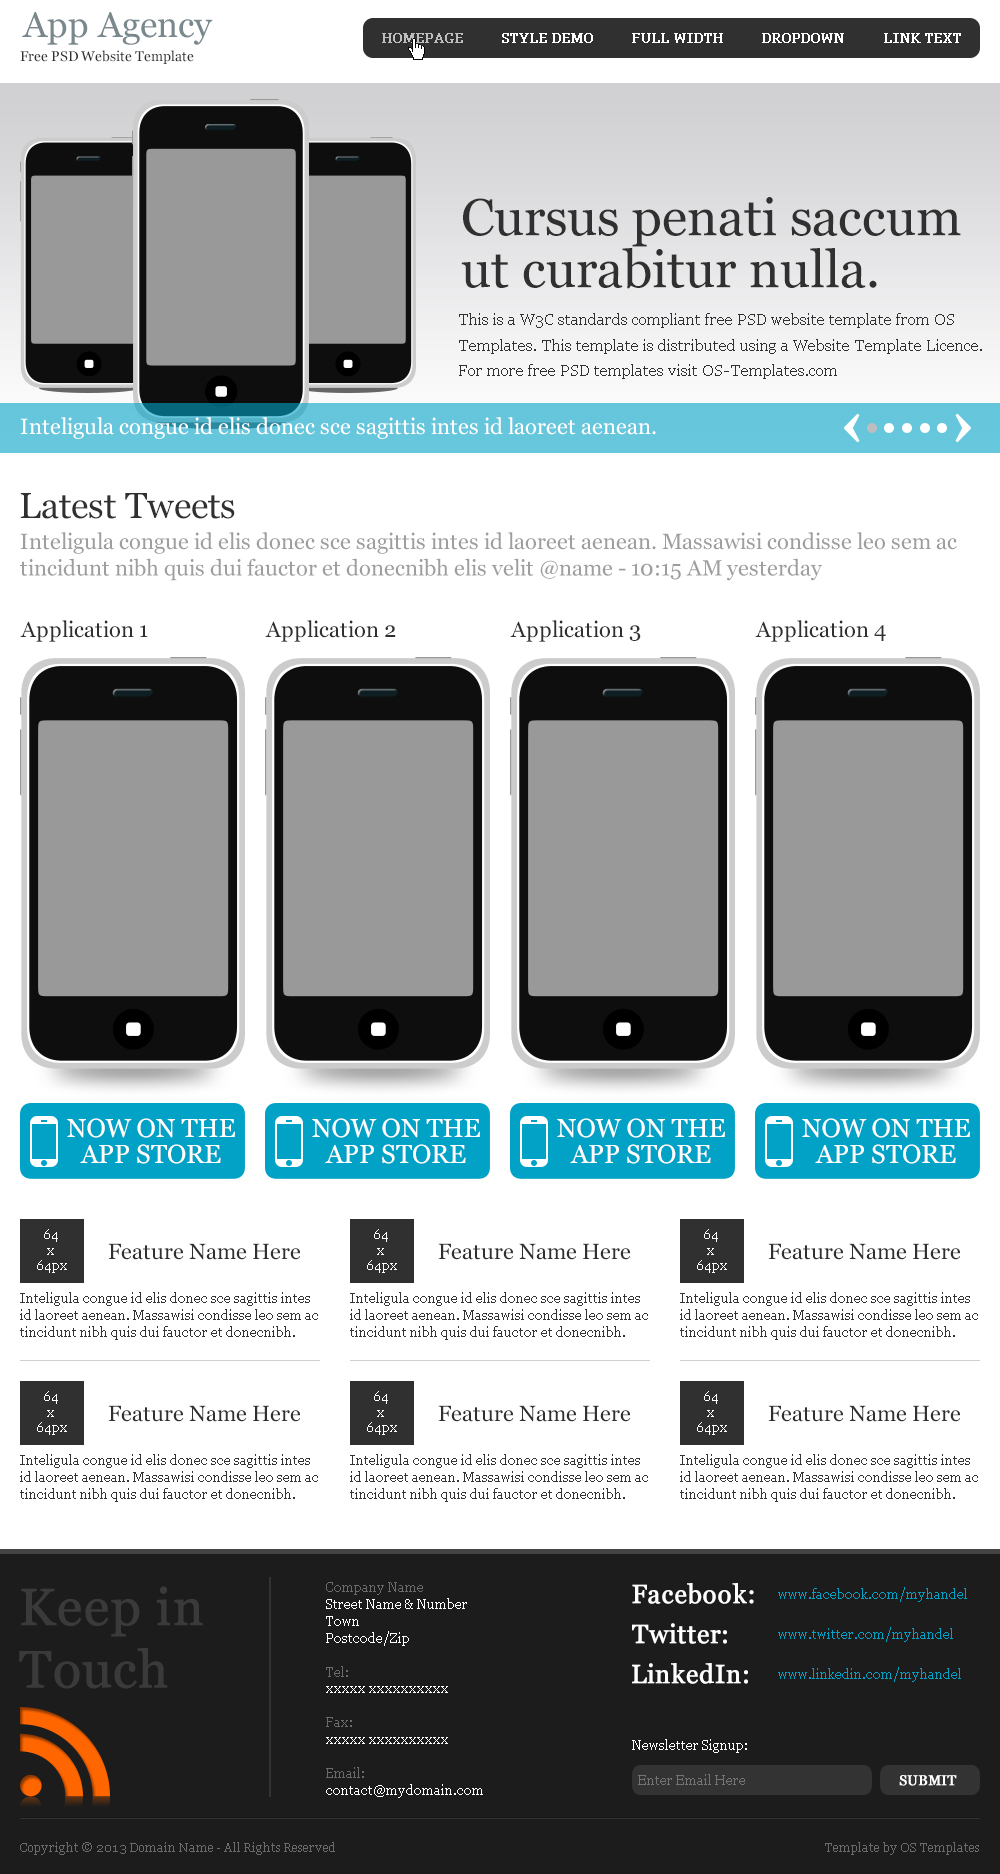 App Agency
Free PSD Website Template
HOMEPAGE STYLE DEMO FULL WIDTH DROPDOWN LINK TEXT
Cursus penati saccum
ut curabitur nulla.
This is a W3C standards compliant free PSD website template from OS
Templates. This template is distributed using a Website Template Licence.
For more free PSD templates visit OS-Templates.com
Inteligula congue id elis donec sce sagittis intes id laoreet aenean.
Latest Tweets
Inteligula congue id elis donec sce sagittis intes id laoreet aenean. Massawisi condisse leo sem ac
tincidunt nibh quis dui fauctor et donecnibh elis velit @name - 10:15 AM yesterday
Application 1
Application 2
Application 3
Application 4
NOW ON THE
APP STORE
NOW ON THE
APP STORE
NOW ON THE
APP STORE
NOW ON THE
APP STORE
64
x
64px
Feature Name Here
Inteligula congue id elis donec sce sagittis intes
id laoreet aenean. Massawisi condisse leo sem ac
tincidunt nibh quis dui fauctor et donecnibh.
64
x
64px
Feature Name Here
Inteligula congue id elis donec sce sagittis intes
id laoreet aenean. Massawisi condisse leo sem ac
tincidunt nibh quis dui fauctor et donecnibh.
64
x
64px
Feature Name Here
Inteligula congue id elis donec sce sagittis intes
id laoreet aenean. Massawisi condisse leo sem ac
tincidunt nibh quis dui fauctor et donecnibh.
64
x
64px
Feature Name Here
Inteligula congue id elis donec sce sagittis intes
id laoreet aenean. Massawisi condisse leo sem ac
tincidunt nibh quis dui fauctor et donecnibh.
64
x
64px
Feature Name Here
Inteligula congue id elis donec sce sagittis intes
id laoreet aenean. Massawisi condisse leo sem ac
tincidunt nibh quis dui fauctor et donecnibh.
64
x
64px
Feature Name Here
Inteligula congue id elis donec sce sagittis intes
id laoreet aenean. Massawisi condisse leo sem ac
tincidunt nibh quis dui fauctor et donecnibh.
Keep in
Touch
Company Name
Street Name & Number
Town
Postcode/Zip
Tel:
xxxxx xxxxxxxxxx
Fax:
xxxxx xxxxxxxxxx
Email:
contact@mydomain.com
Facebook: www.facebook.com/myhandel
Twitter: www.twitter.com/myhandel
LinkedIn: www.linkedin.com/myhandel
Newsletter Signup:
Enter Email Here SUBMIT
Copyright © 2013 Domain Name - All Rights Reserved
Template by OS Templates